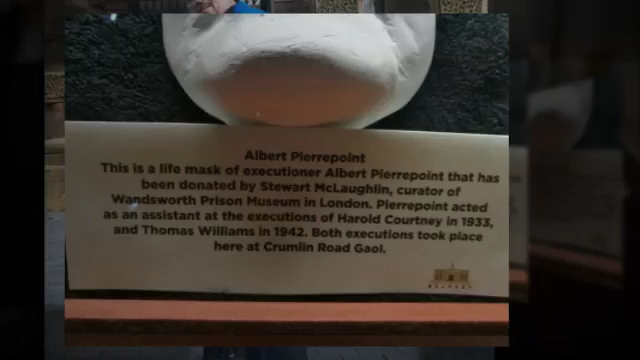 Albert Pierrepoint
This is a life mask of executioner Albert Pierrepoint that has
been donated by Stewart McLaughlin, curator of
Wandsworth Prison Museum in London. Pierrepoint acted
as an assistant at the executions of Harold Courtney in 1933,
and Thomas Williams in 1942. Both executions took place
here at Crumlin Road Gaol.
BELFAST